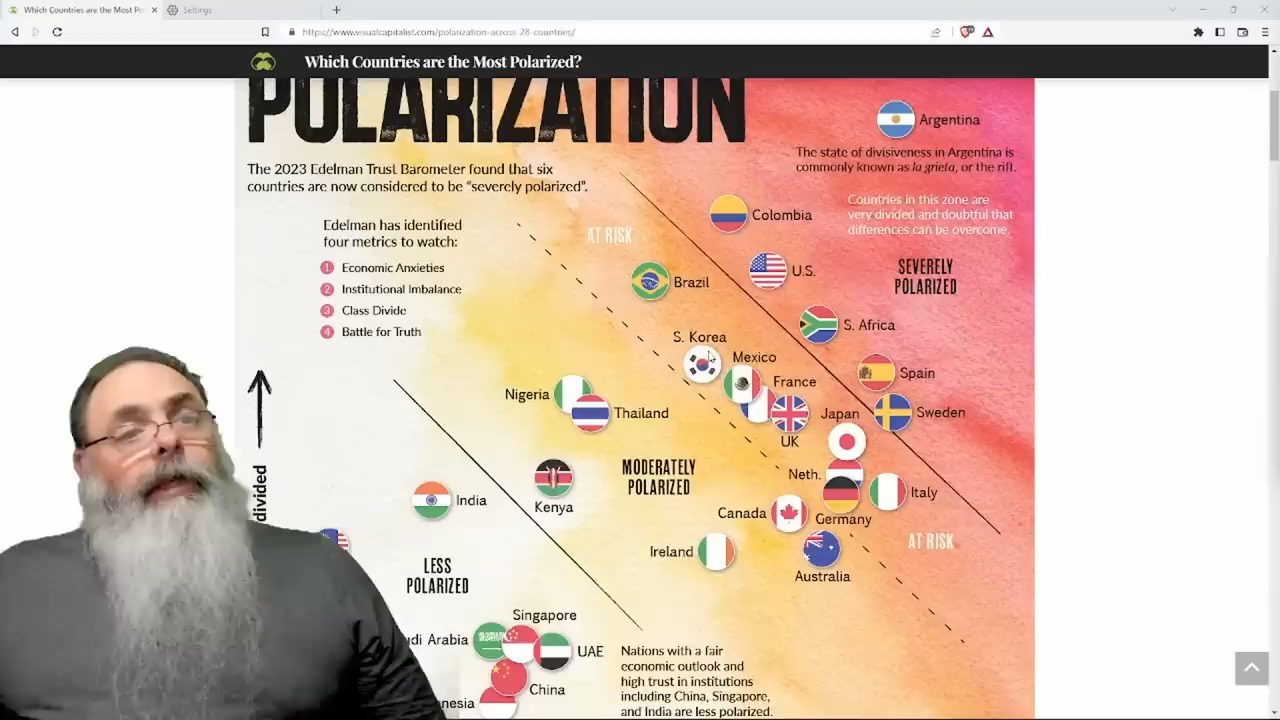 Which Countries are the Most Po
Settings
https://www.visualcapitalist.com/polarization-across-28-countries/
Which Countries are the Most Polarized?
POLARIZATION
The 2023 Edelman Trust Barometer found that six
countries are now considered to be “severely polarized”.
Edelman has identified
four metrics to watch:
1 Economic Anxieties
2 Institutional Imbalance
3 Class Divide
4 Battle for Truth
Argentina
The state of divisiveness in Argentina is
commonly known as la grieta, or the rift.
Countries in this zone are
very divided and doubtful that
differences can be overcome.
Colombia
AT RISK
U.S.
SEVERELY
POLARIZED
Brazil
S. Africa
S. Korea
Mexico
Spain
France
Nigeria
Thailand
Japan
Sweden
UK
divided
MODERATELY
POLARIZED
Neth.
Italy
India
Kenya
Canada
Germany
AT RISK
Ireland
Australia
LESS
POLARIZED
Singapore
udi Arabia
UAE
China
nesia
Nations with a fair
economic outlook and
high trust in institutions
including China, Singapore,
and India are less polarized.